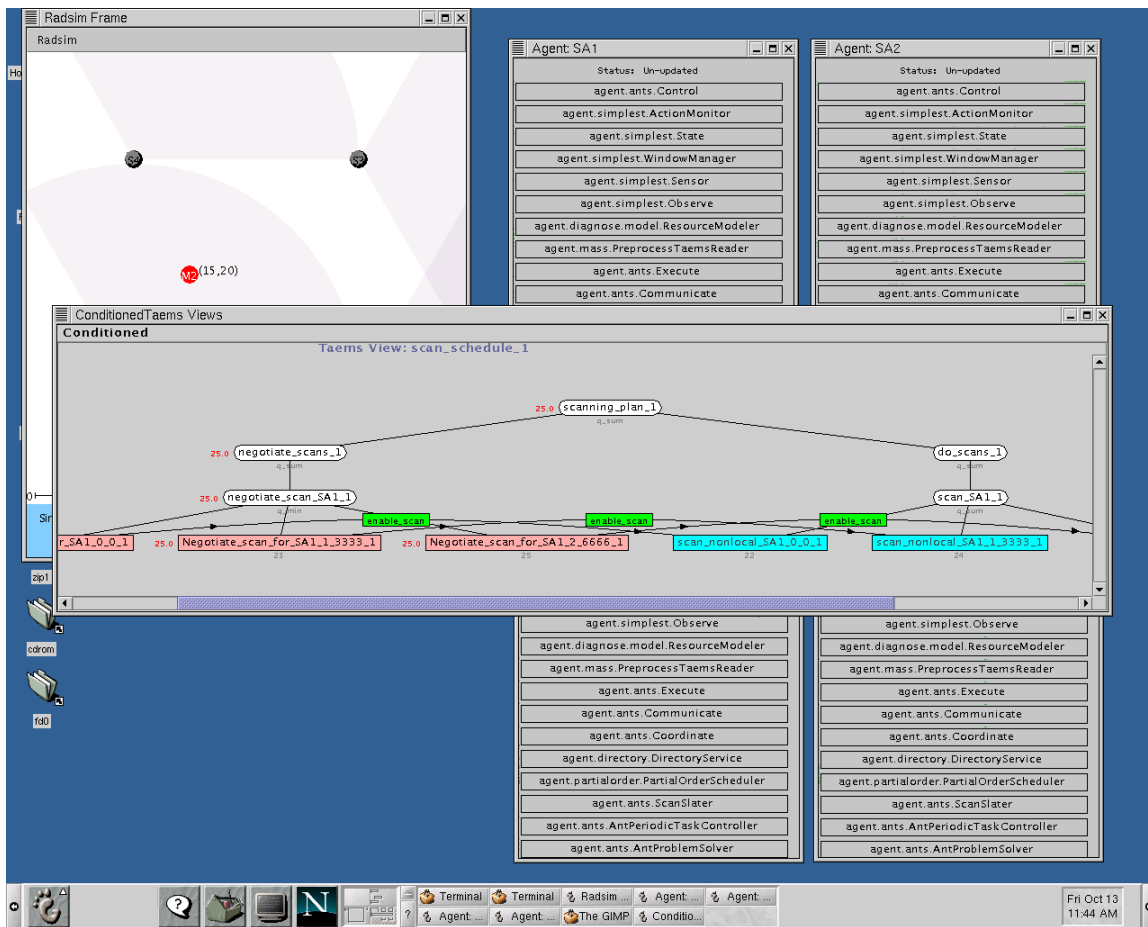 Radsim Frame
Radsim
Ho
S4
S3
M2 (15,20)
Agent: SA1
Status: Un-updated
agent.ants.Control
agent.simplest.ActionMonitor
agent.simplest.State
agent.simplest.WindowManager
agent.simplest.Sensor
agent.simplest.Observe
agent.diagnose.model.ResourceModeler
agent.mass.PreprocessTaemsReader
agent.ants.Execute
agent.ants.Communicate
Agent: SA2
Status: Un-updated
agent.ants.Control
agent.simplest.ActionMonitor
agent.simplest.State
agent.simplest.WindowManager
agent.simplest.Sensor
agent.simplest.Observe
agent.diagnose.model.ResourceModeler
agent.mass.PreprocessTaemsReader
agent.ants.Execute
agent.ants.Communicate
ConditionedTaems Views
Conditioned
Taems View: scan_schedule_1
25.0 scanning_plan_1
q_sum
25.0 negotiate_scans_1
q_sum
do_scans_1
q_sum
25.0 negotiate_scan_SA1_1
q_min
scan_SA1_1
q_sum
enable_scan
enable_scan
enable_scan
r_SA1_0_0_1
25.0 Negotiate_scan_for_SA1_1_3333_1
23
25.0 Negotiate_scan_for_SA1_2_6666_1
25
scan_nonlocal_SA1_0_0_1
22
scan_nonlocal_SA1_1_3333_1
24
0
Sir
zip1
cdrom
fd0
agent.simplest.Observe
agent.diagnose.model.ResourceModeler
agent.mass.PreprocessTaemsReader
agent.ants.Execute
agent.ants.Communicate
agent.ants.Coordinate
agent.directory.DirectoryService
agent.partialorder.PartialOrderScheduler
agent.ants.ScanSlater
agent.ants.AntPeriodicTaskController
agent.ants.AntProblemSolver
agent.simplest.Observe
agent.diagnose.model.ResourceModeler
agent.mass.PreprocessTaemsReader
agent.ants.Execute
agent.ants.Communicate
agent.ants.Coordinate
agent.directory.DirectoryService
agent.partialorder.PartialOrderScheduler
agent.ants.ScanSlater
agent.ants.AntPeriodicTaskController
agent.ants.AntProblemSolver
N
?
Terminal Terminal Radsim ... Agent: ... Agent: ...
Agent: ... Agent: ... The GIMP Conditio...
Fri Oct 13
11:44 AM